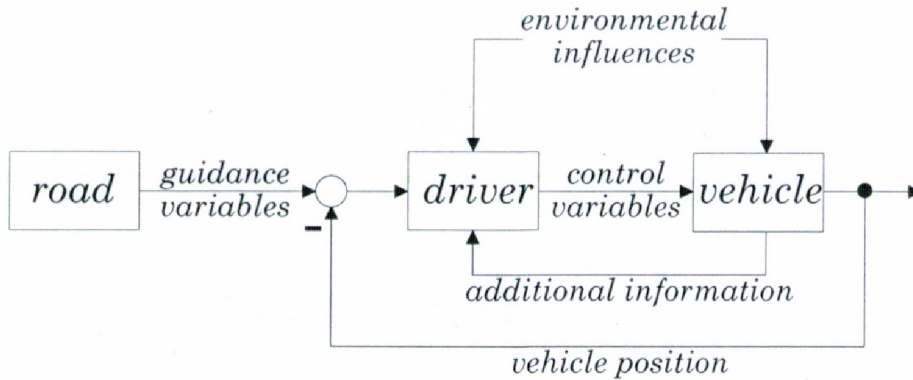 environmental
influences
road
guidance
variables
driver
control
variables
vehicle
–
additional information
vehicle position